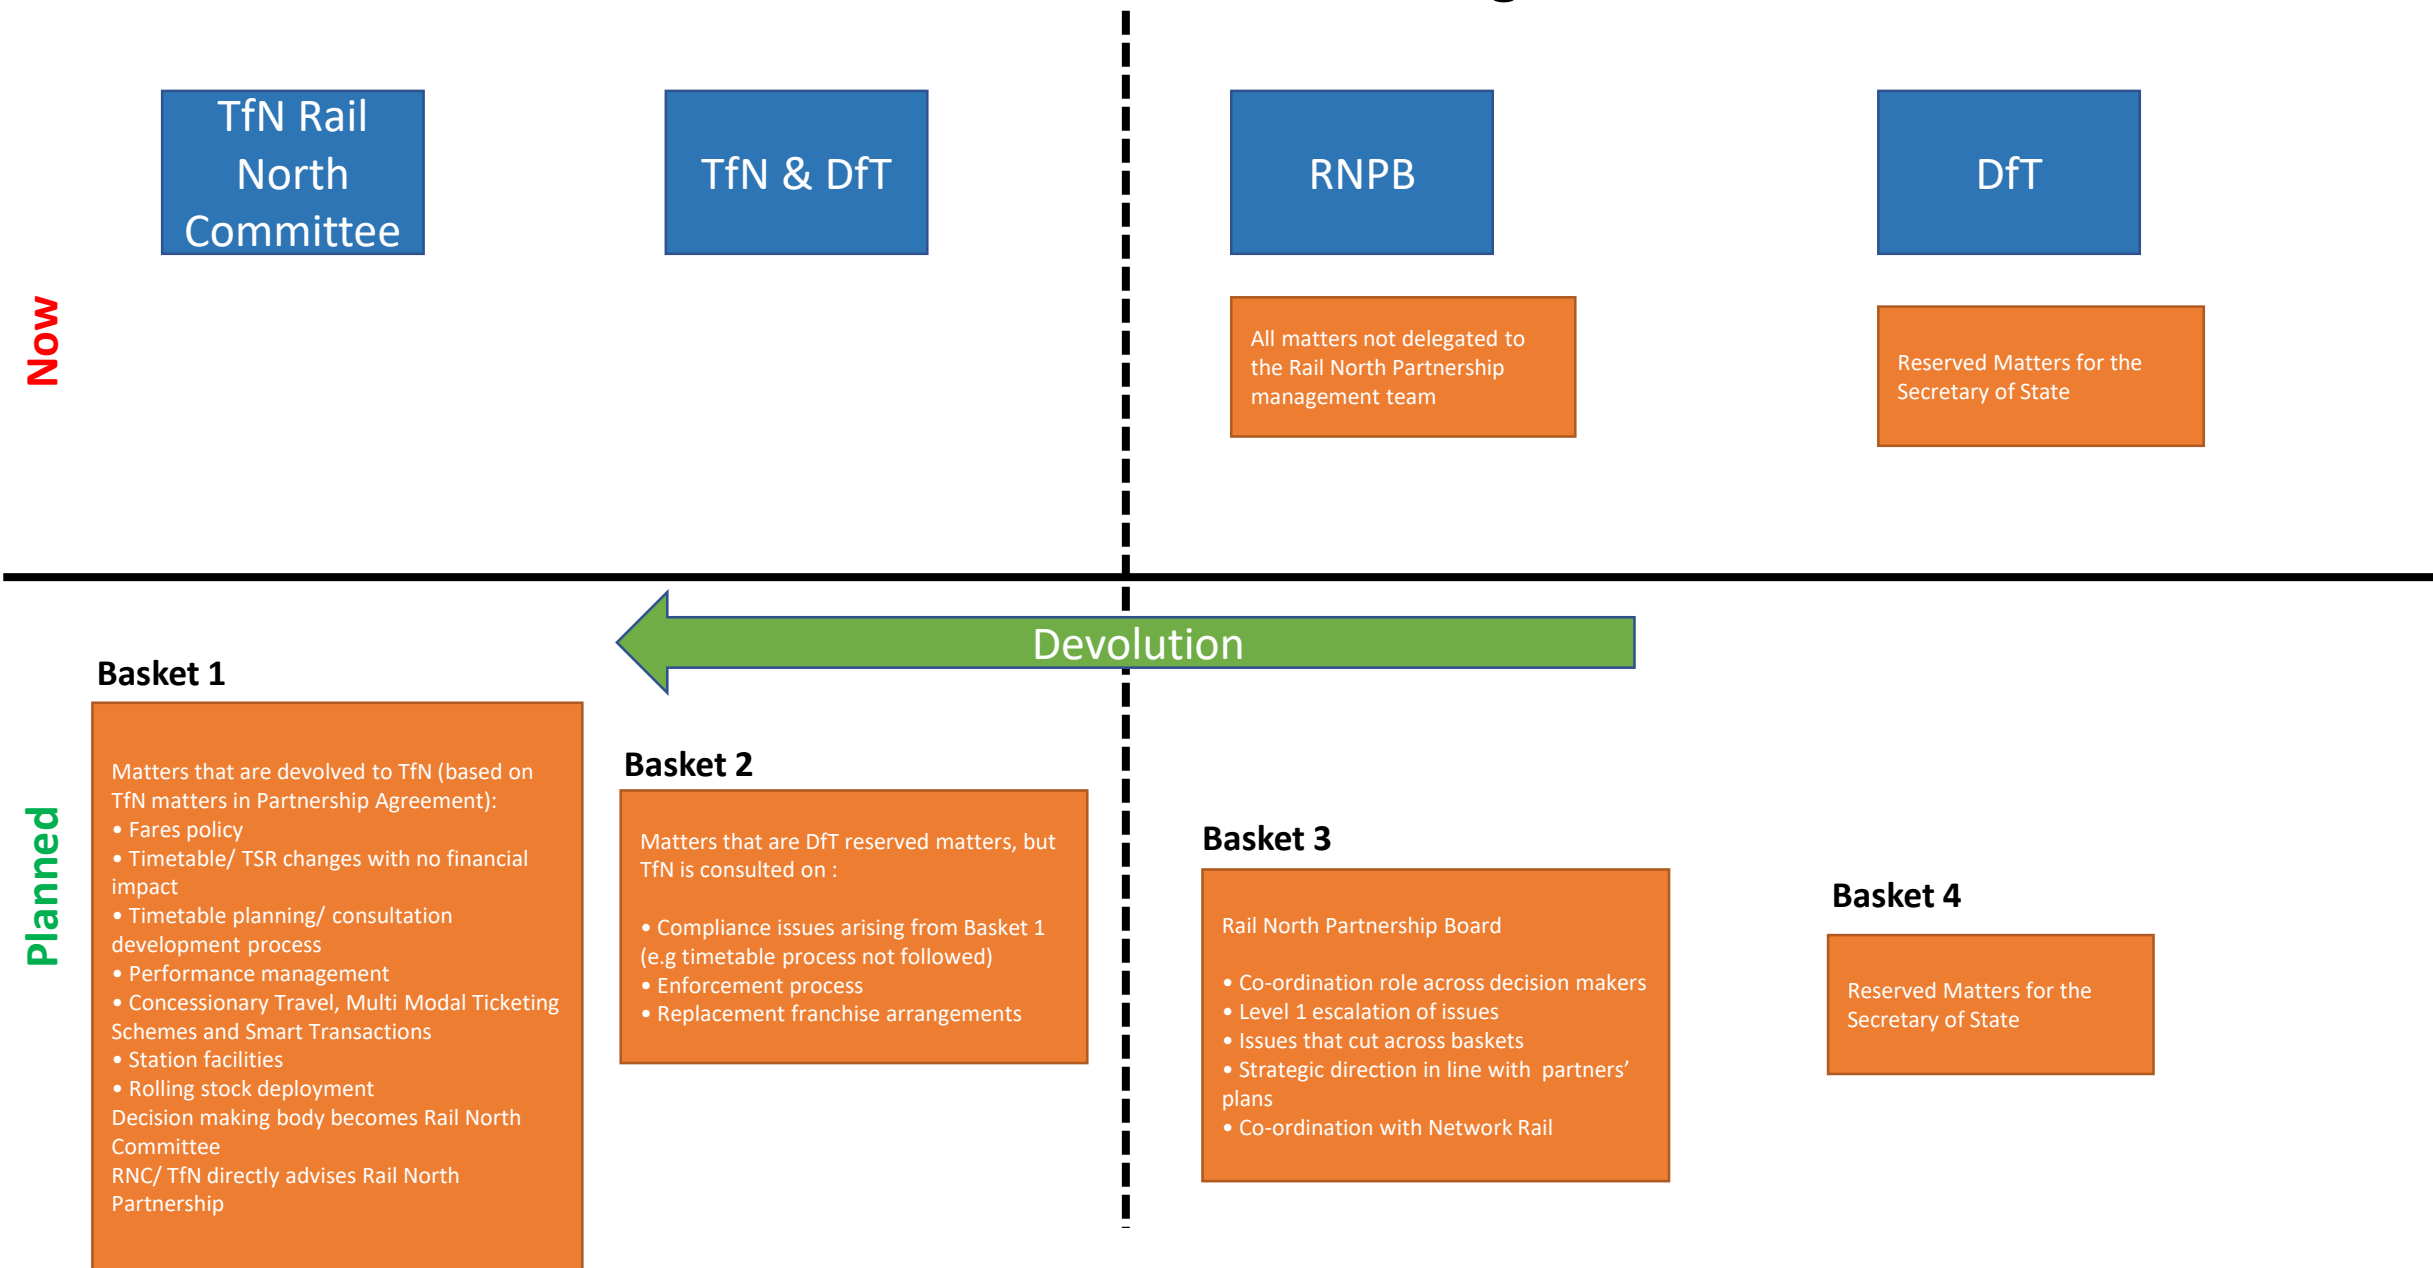 TfN Rail
North
Committee
TfN & DfT
RNPB
DfT
Now
All matters not delegated to
the Rail North Partnership
management team
Reserved Matters for the
Secretary of State
Devolution
Planned
Basket 1
Matters that are devolved to TfN (based on
TfN matters in Partnership Agreement):
• Fares policy
• Timetable/ TSR changes with no financial
impact
• Timetable planning/ consultation
development process
• Performance management
• Concessionary Travel, Multi Modal Ticketing
Schemes and Smart Transactions
• Station facilities
• Rolling stock deployment
Decision making body becomes Rail North
Committee
RNC/ TfN directly advises Rail North
Partnership
Basket 2
Matters that are DfT reserved matters, but
TfN is consulted on :
• Compliance issues arising from Basket 1
(e.g timetable process not followed)
• Enforcement process
• Replacement franchise arrangements
Basket 3
Rail North Partnership Board
• Co-ordination role across decision makers
• Level 1 escalation of issues
• Issues that cut across baskets
• Strategic direction in line with  partners’
plans
• Co-ordination with Network Rail
Basket 4
Reserved Matters for the
Secretary of State